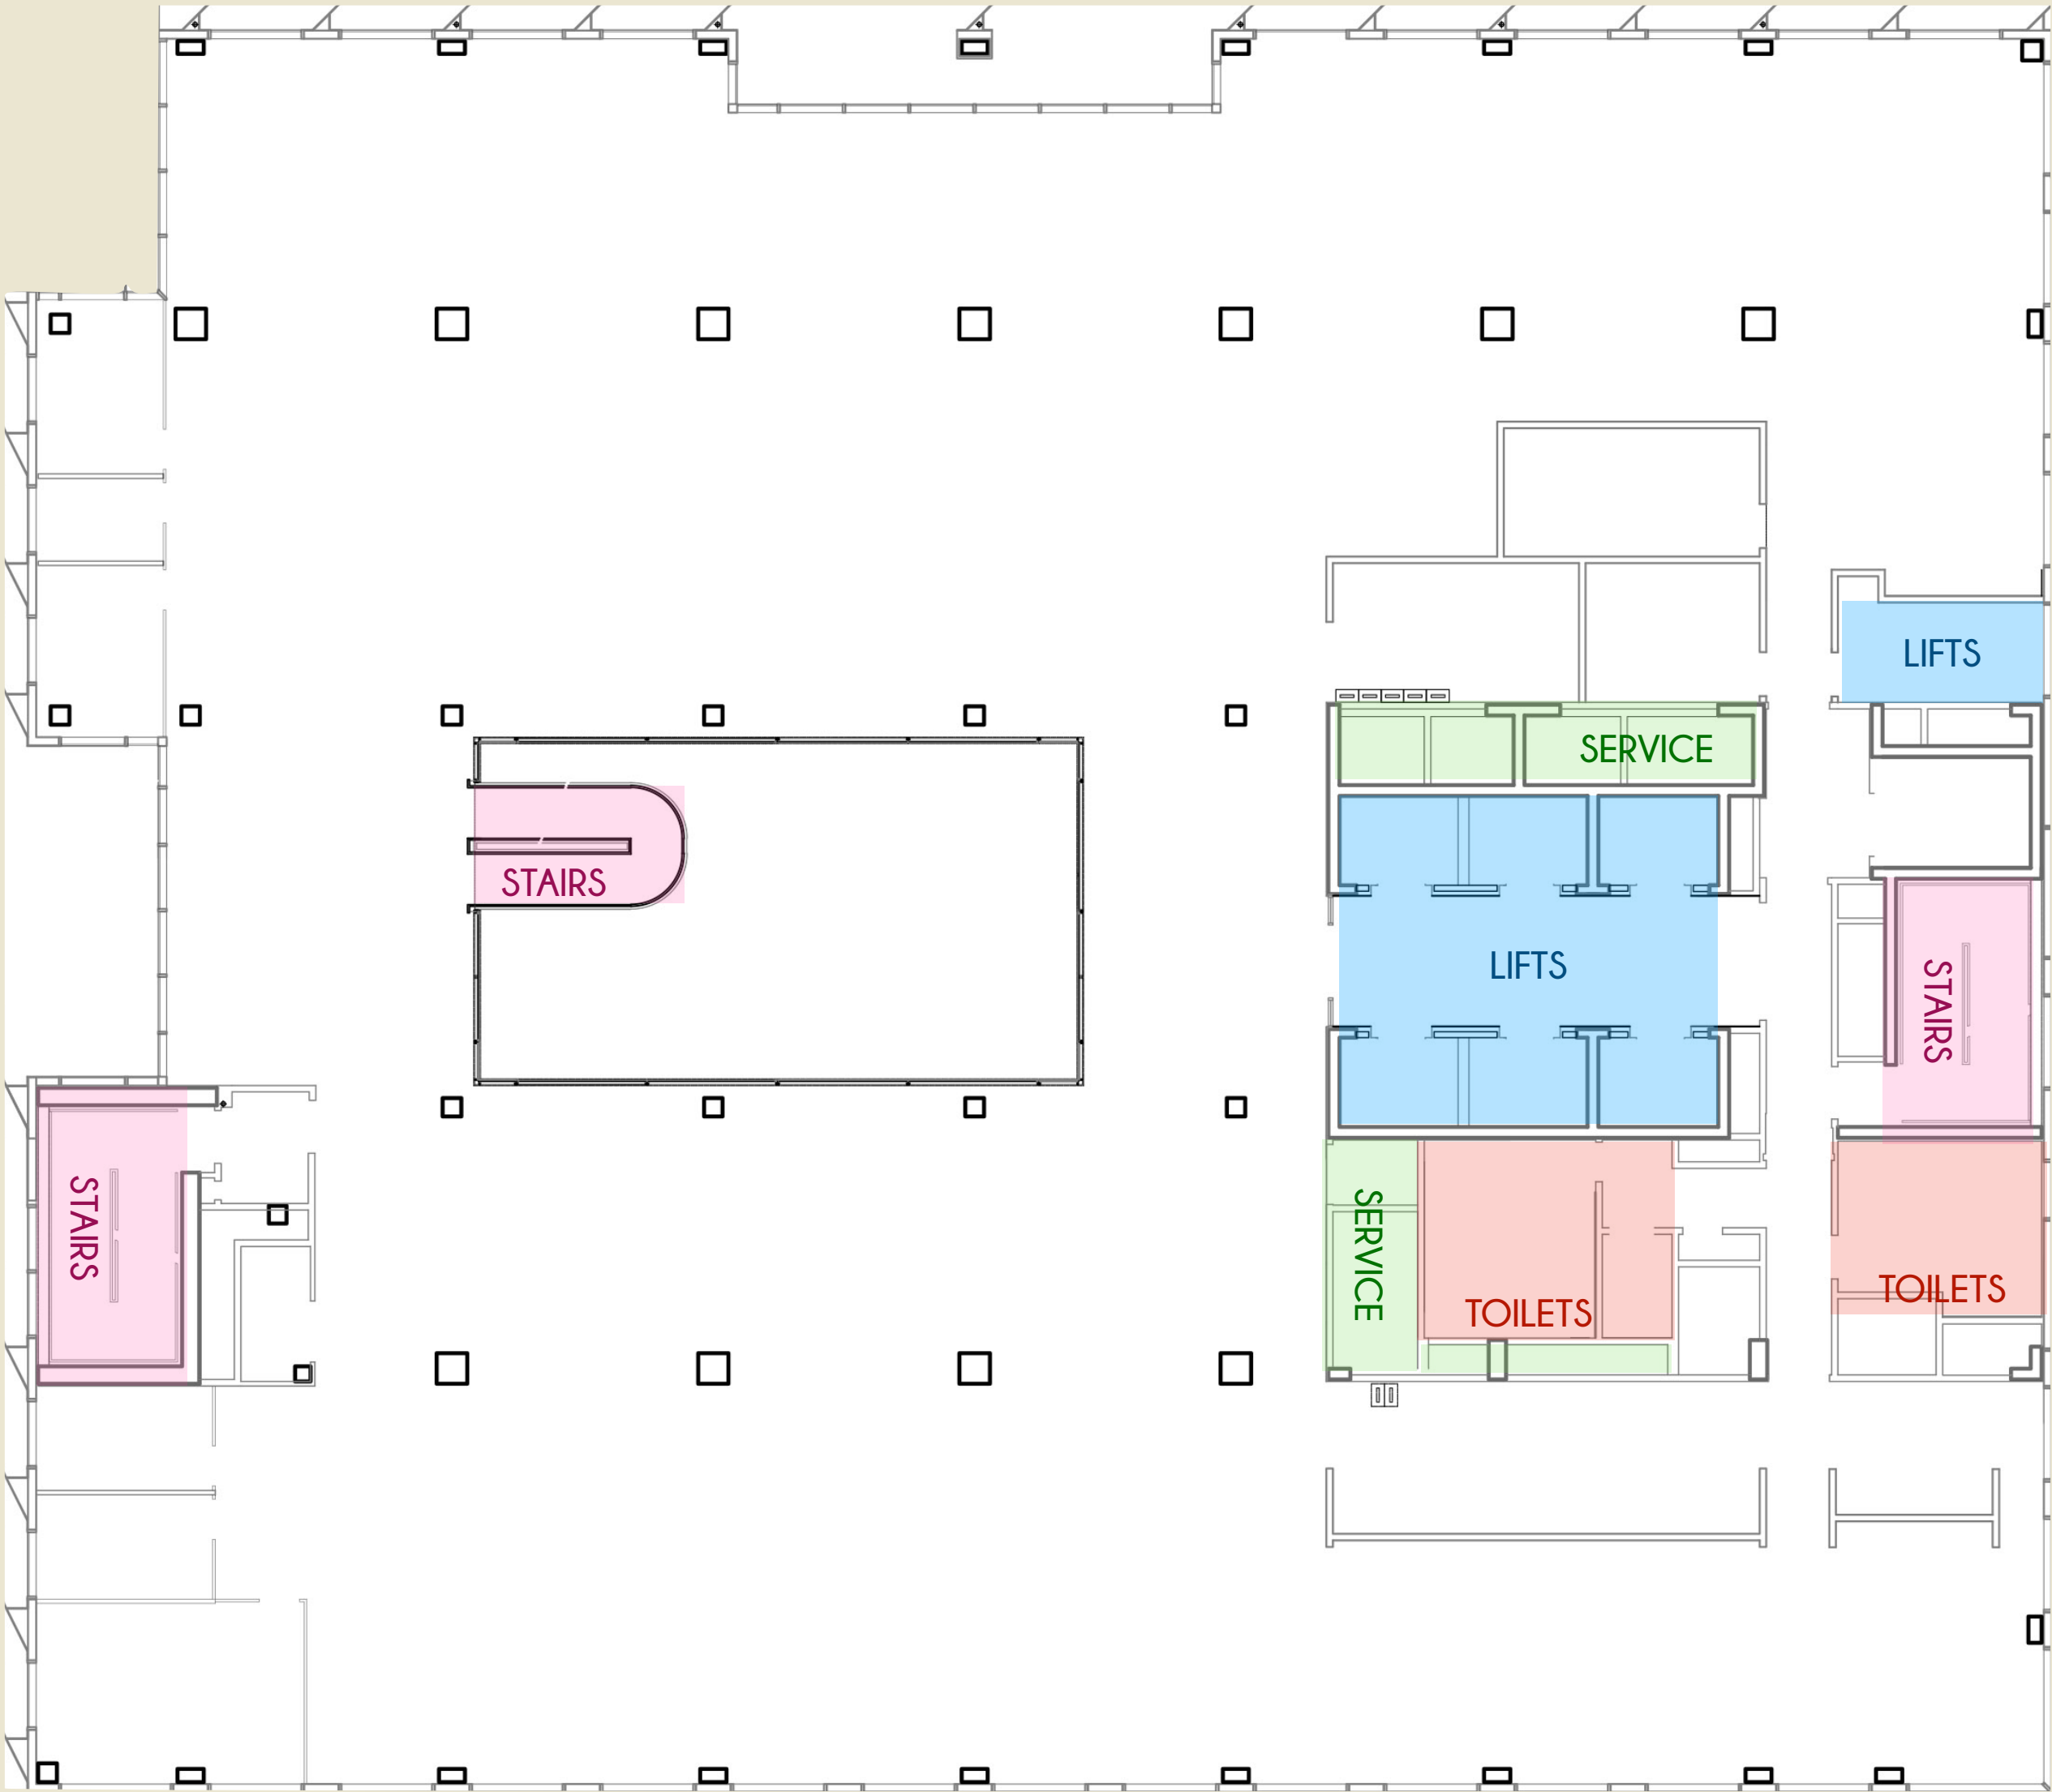 LIFTS
SERVICE
STAIRS
LIFTS
STAIRS
STAIRS
SERVICE
TOILETS
TOILETS